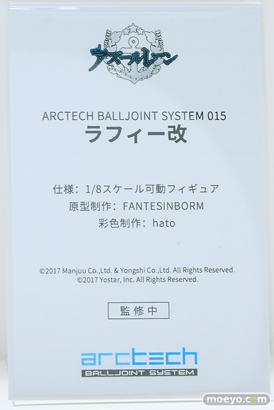 アズールレーン
ARCTECH BALLJOINT SYSTEM 015
ラフィー改
仕様：1/8スケール可動フィギュア
原型制作：FANTESINBORM
彩色制作：hato
©2017 Manjuu Co.,Ltd. & Yongshi Co.,Ltd. All Rights Reserved.
©2017 Yostar, Inc. All Rights Reserved.
監修中
arctech
BALLJOINT SYSTEM
moeyo.com